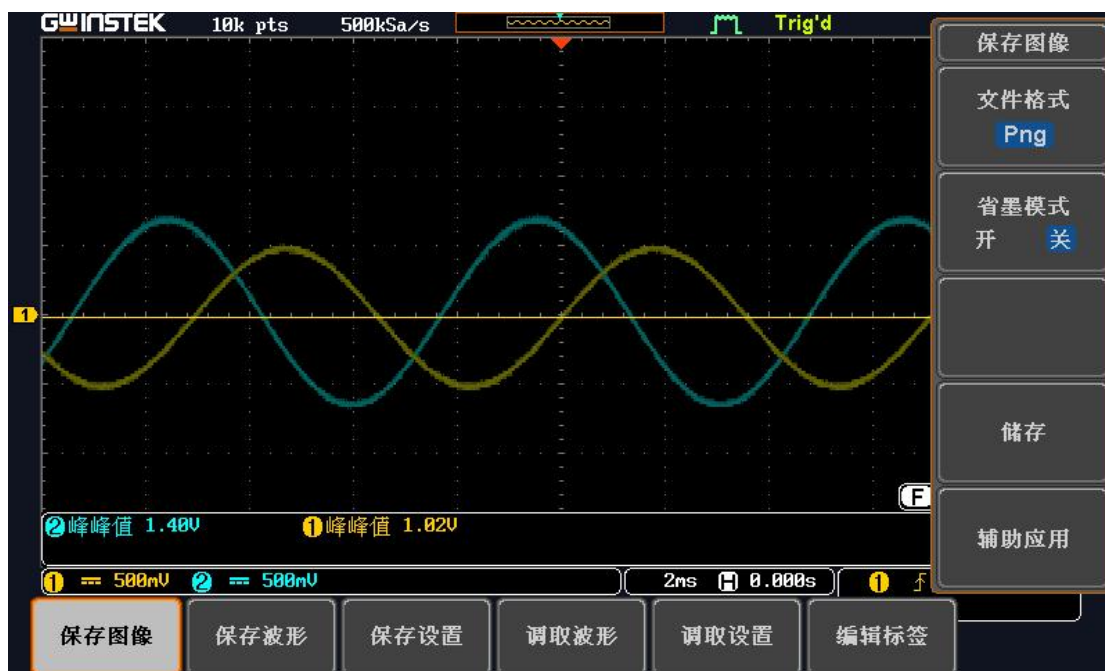 GWINSTEK 10k pts 500kSa/s Trig'd
保存图像
文件格式
Png
省墨模式
开 关
1
储存
F
辅助应用
2 峰峰值 1.40V 1 峰峰值 1.02V
1 500mV 2 500mV 2ms H 0.000s 1
保存图像 保存波形 保存设置 调取波形 调取设置 编辑标签